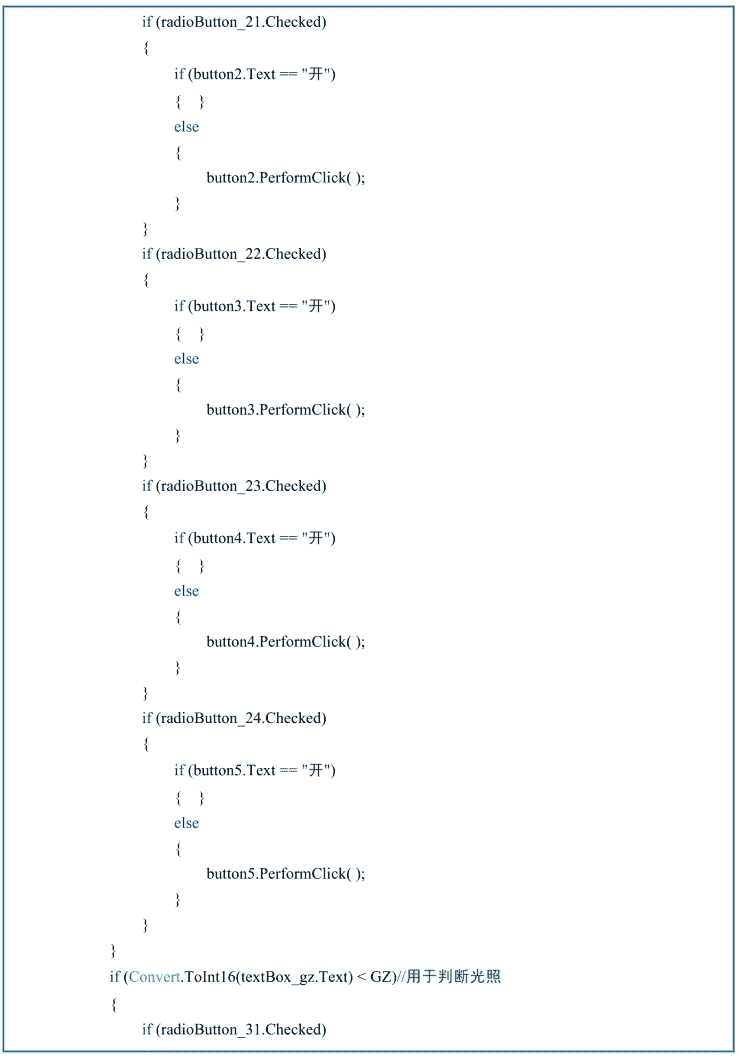 if (radioButton_21.Checked)
{
if (button2.Text == "开")
{ }
else
{
button2.PerformClick( );
}
}
if (radioButton_22.Checked)
{
if (button3.Text == "开")
{ }
else
{
button3.PerformClick( );
}
}
if (radioButton_23.Checked)
{
if (button4.Text == "开")
{ }
else
{
button4.PerformClick( );
}
}
if (radioButton_24.Checked)
{
if (button5.Text == "开")
{ }
else
{
button5.PerformClick( );
}
}
}
if (Convert.ToInt16(textBox_gz.Text) < GZ)//用于判断光照
{
if (radioButton_31.Checked)